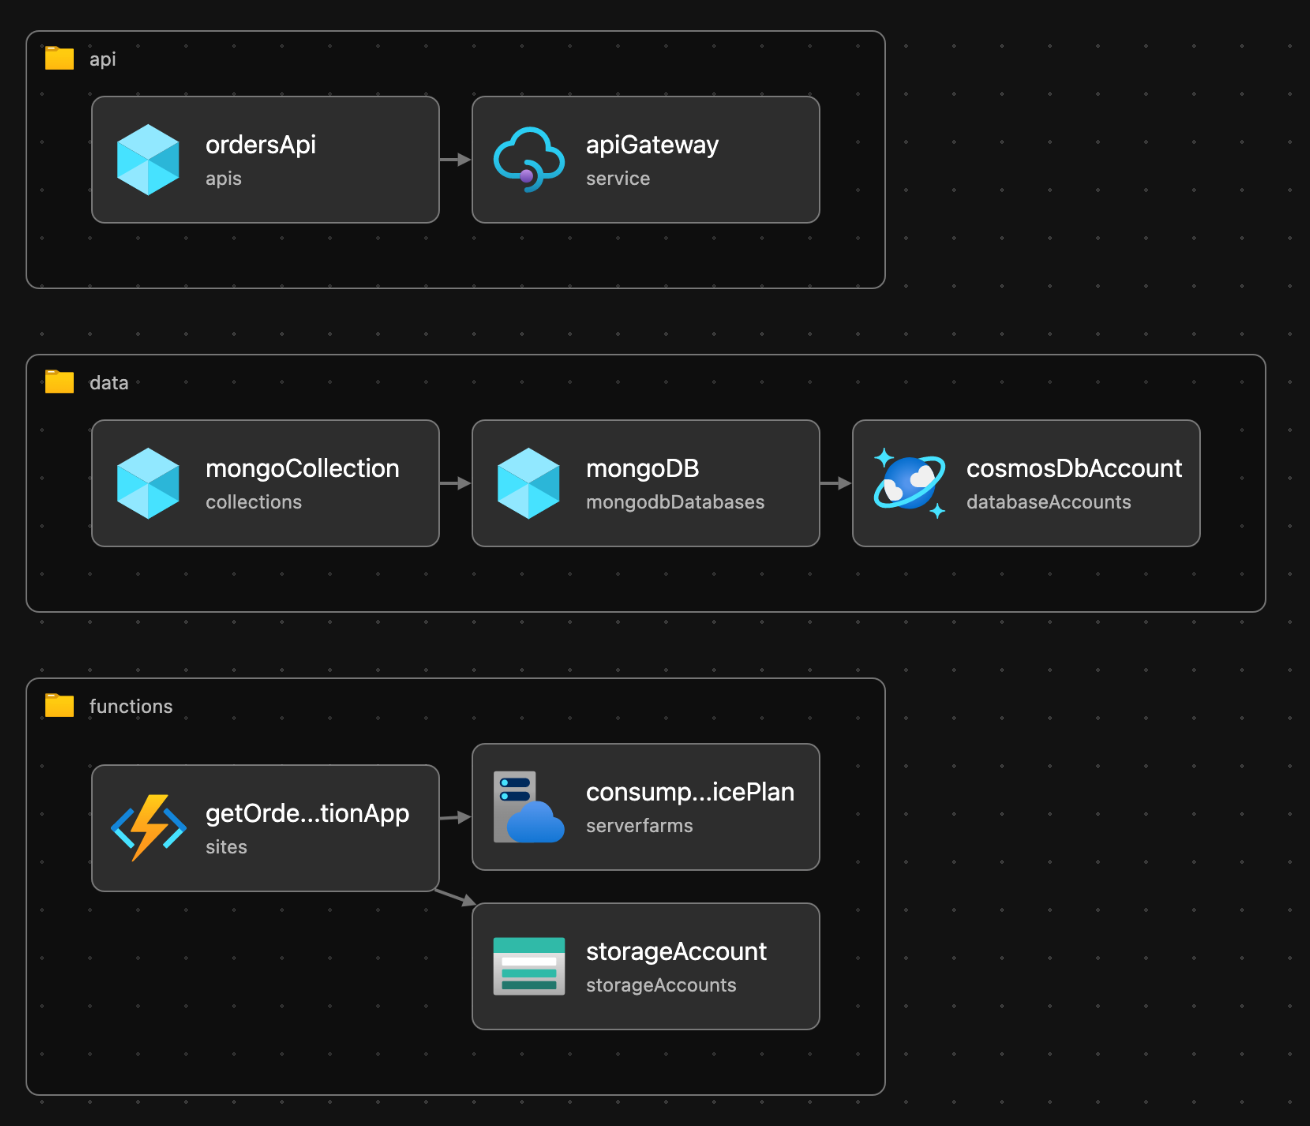 api
ordersApi
apis
apiGateway
service
data
mongoCollection
collections
mongoDB
mongodbDatabases
cosmosDbAccount
databaseAccounts
functions
getOrde...tionApp
sites
consump...icePlan
serverfarms
storageAccount
storageAccounts